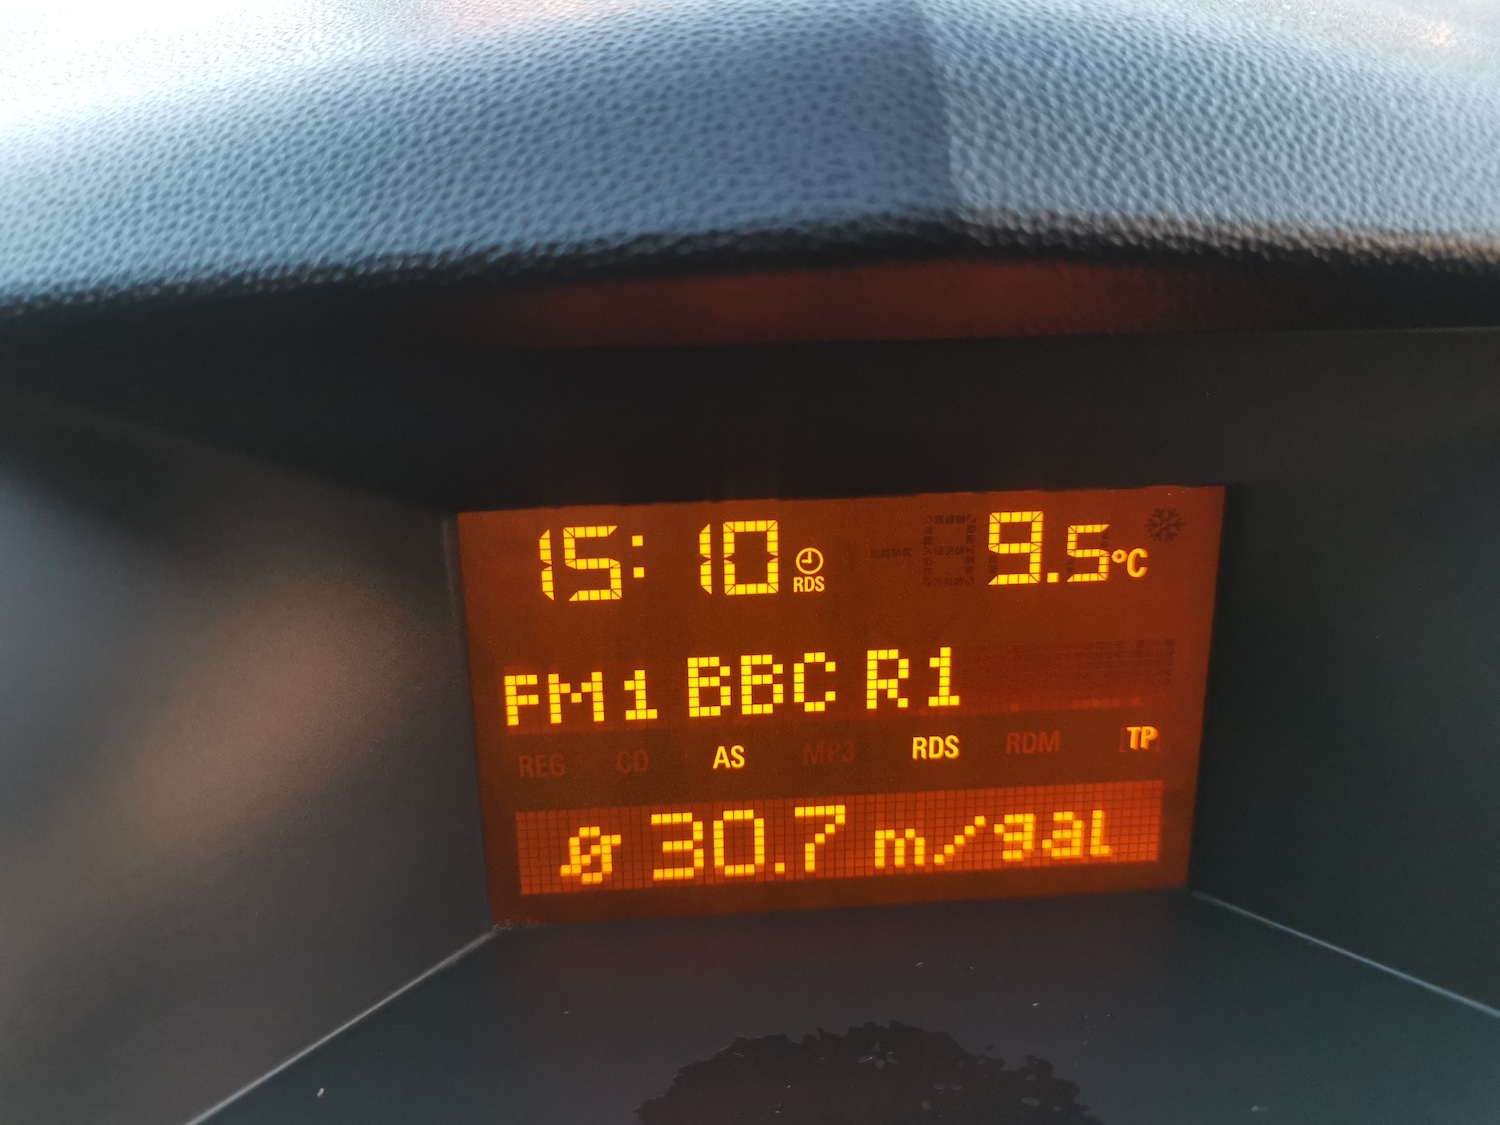 15:10 RDS 9.5°C
FM1 BBC R1
REG CD AS MP3 RDS RDM [TP]
Ø 30.7 m/gal